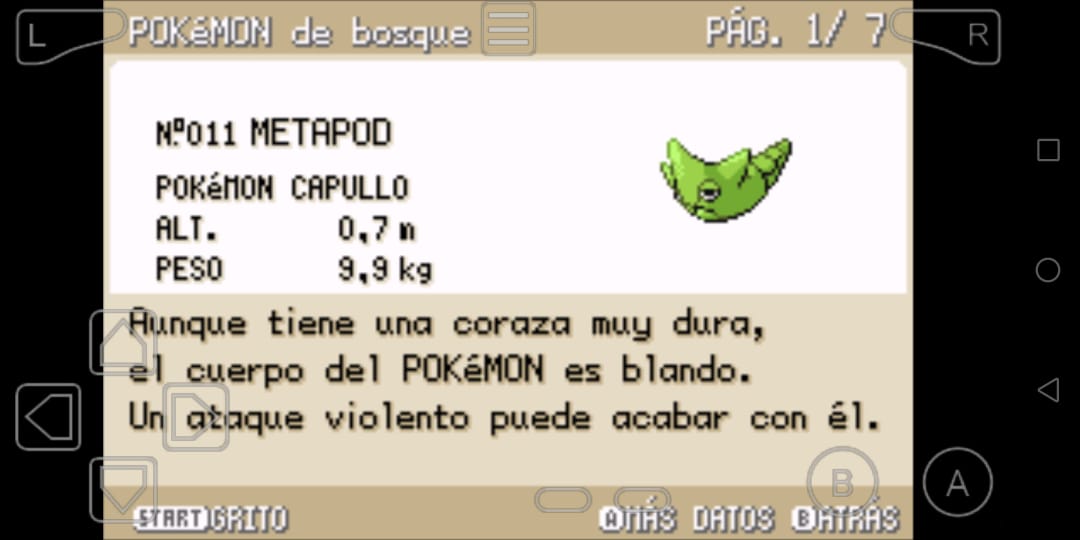 L
POKéMON de bosque
PÁG. 1/ 7
R
N.º011 METAPOD
POKéMON CAPULLO
ALT. 0,7 m
PESO 9,9 kg
Aunque tiene una coraza muy dura,
el cuerpo del POKéMON es blando.
Un ataque violento puede acabar con él.
B
A
START GRITO
A MÁS DATOS B ATRÁS